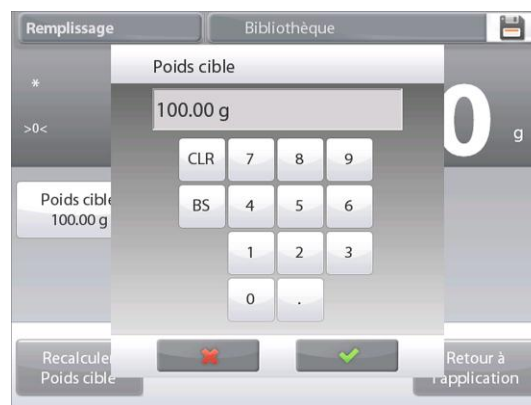 Remplissage
Bibliothèque
Poids cible
*
100.00 g
>0<
0
g
CLR 7 8 9
Poids cible
100.00 g
BS 4 5 6
1 2 3
0 .
Recalculer
Poids cible
Retour à
l'application